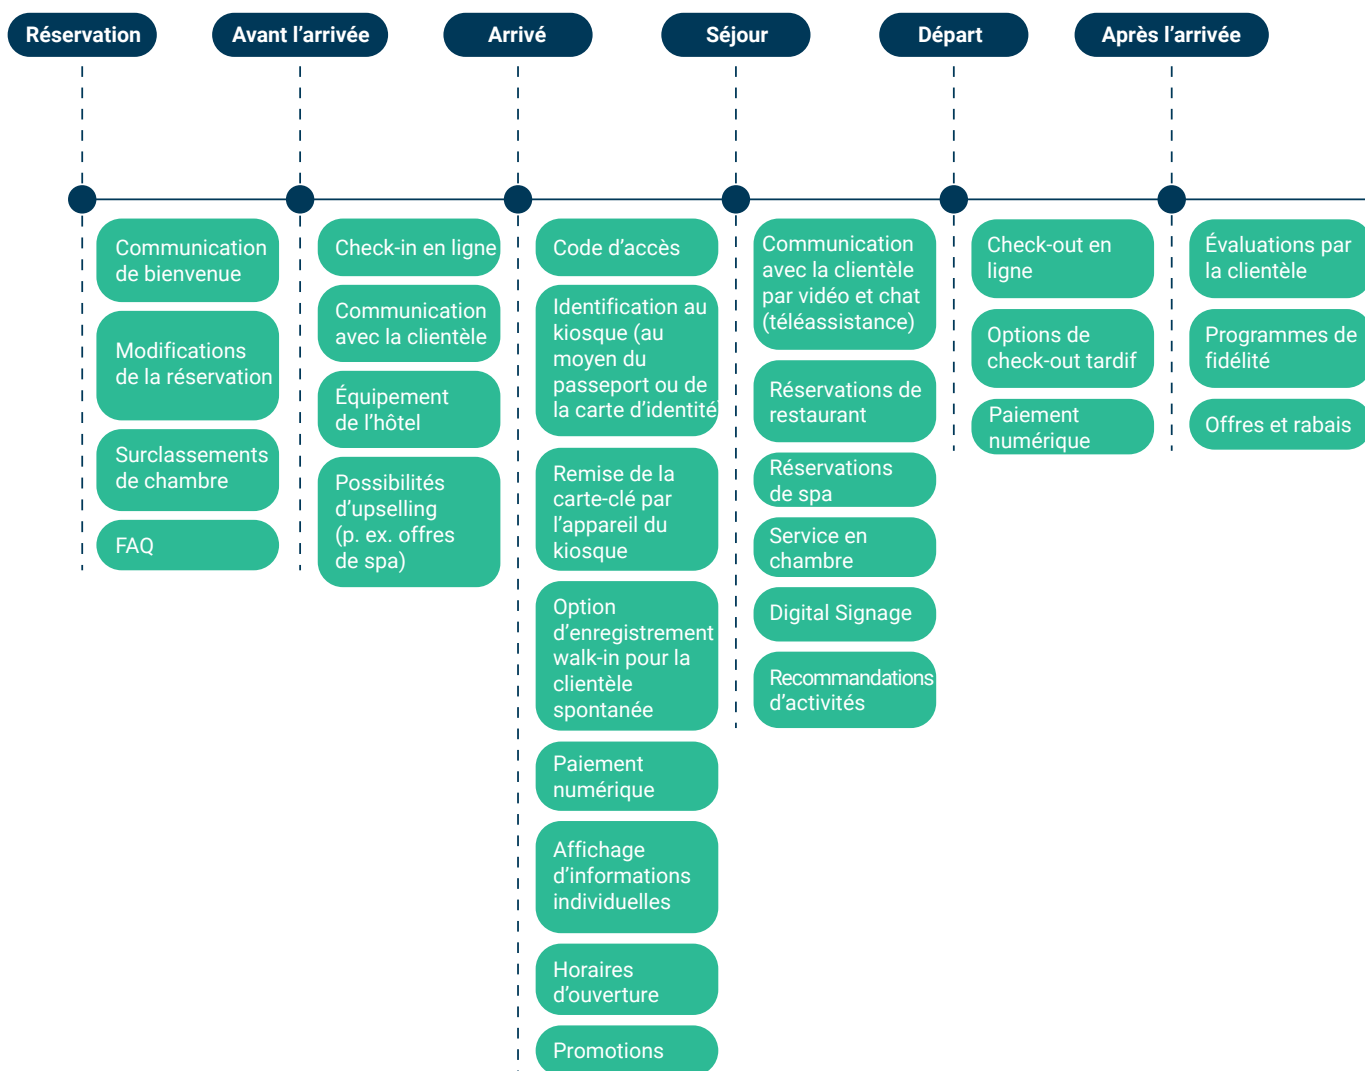 Réservation
Avant l’arrivée
Arrivé
Séjour
Départ
Après l’arrivée
Communication
de bienvenue
Modifications
de la réservation
Surclassements
de chambre
FAQ
Check-in en ligne
Communication
avec la clientèle
Équipement
de l’hôtel
Possibilités
d’upselling
(p. ex. offres
de spa)
Code d’accès
Identification au
kiosque (au
moyen du
passeport ou de
la carte d’identité)
Remise de la
carte-clé par
l’appareil du
kiosque
Option
d’enregistrement
walk-in pour la
clientèle
spontanée
Paiement
numérique
Affichage
d’informations
individuelles
Horaires
d’ouverture
Promotions
Communication
avec la clientèle
par vidéo et chat
(téléassistance)
Réservations de
restaurant
Réservations
de spa
Service en
chambre
Digital Signage
Recommandations
d’activités
Check-out en
ligne
Options de
check-out tardif
Paiement
numérique
Évaluations par
la clientèle
Programmes de
fidélité
Offres et rabais